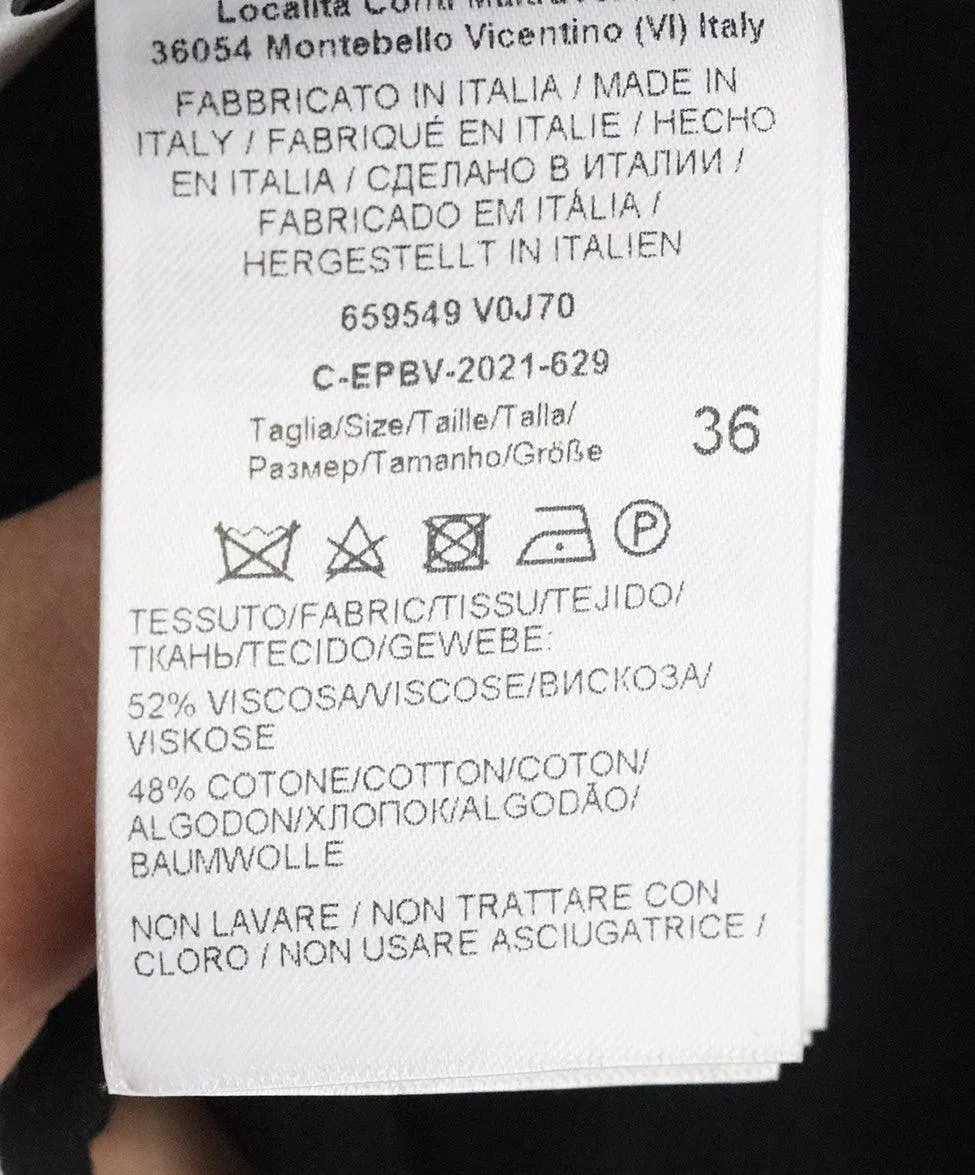 Località
36054 Montebello Vicentino (VI) Italy
FABBRICATO IN ITALIA / MADE IN
ITALY / FABRIQUÉ EN ITALIE / HECHO
EN ITALIA / СДЕЛАНО В ИТАЛИИ /
FABRICADO EM ITÁLIA /
HERGESTELLT IN ITALIEN
659549 V0J70
C-EPBV-2021-629
Taglia/Size/Taille/Talla/
Размер/Tamanho/Größe
36
P
TESSUTO/FABRIC/TISSU/TEJIDO/
ТКАНЬ/TECIDO/GEWEBE:
52% VISCOSA/VISCOSE/ВИСКОЗА/
VISKOSE
48% COTONE/COTTON/COTON/
ALGODON/ХЛОПОК/ALGODÃO/
BAUMWOLLE
NON LAVARE / NON TRATTARE CON
CLORO / NON USARE ASCIUGATRICE /